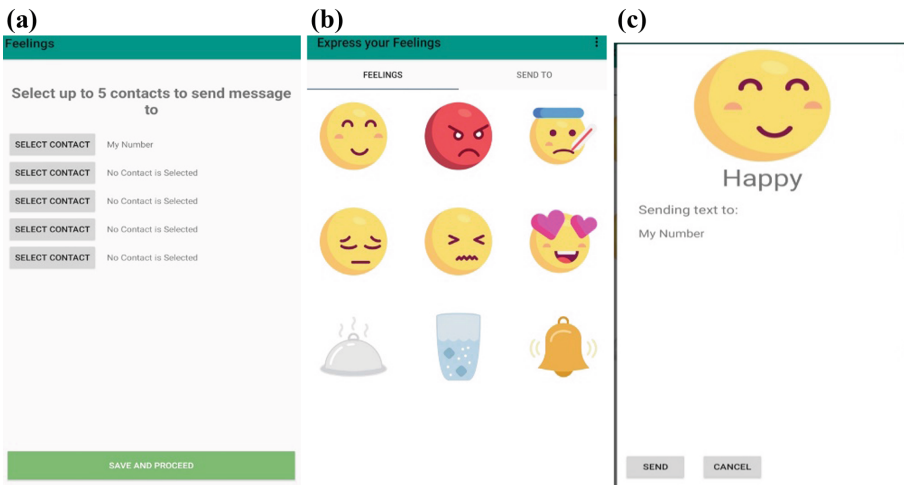 (a)
Feelings
Select up to 5 contacts to send message
to
SELECT CONTACT My Number
SELECT CONTACT No Contact is Selected
SELECT CONTACT No Contact is Selected
SELECT CONTACT No Contact is Selected
SELECT CONTACT No Contact is Selected
SAVE AND PROCEED
(b)
Express your Feelings
FEELINGS SEND TO
(c)
Happy
Sending text to:
My Number
SEND CANCEL